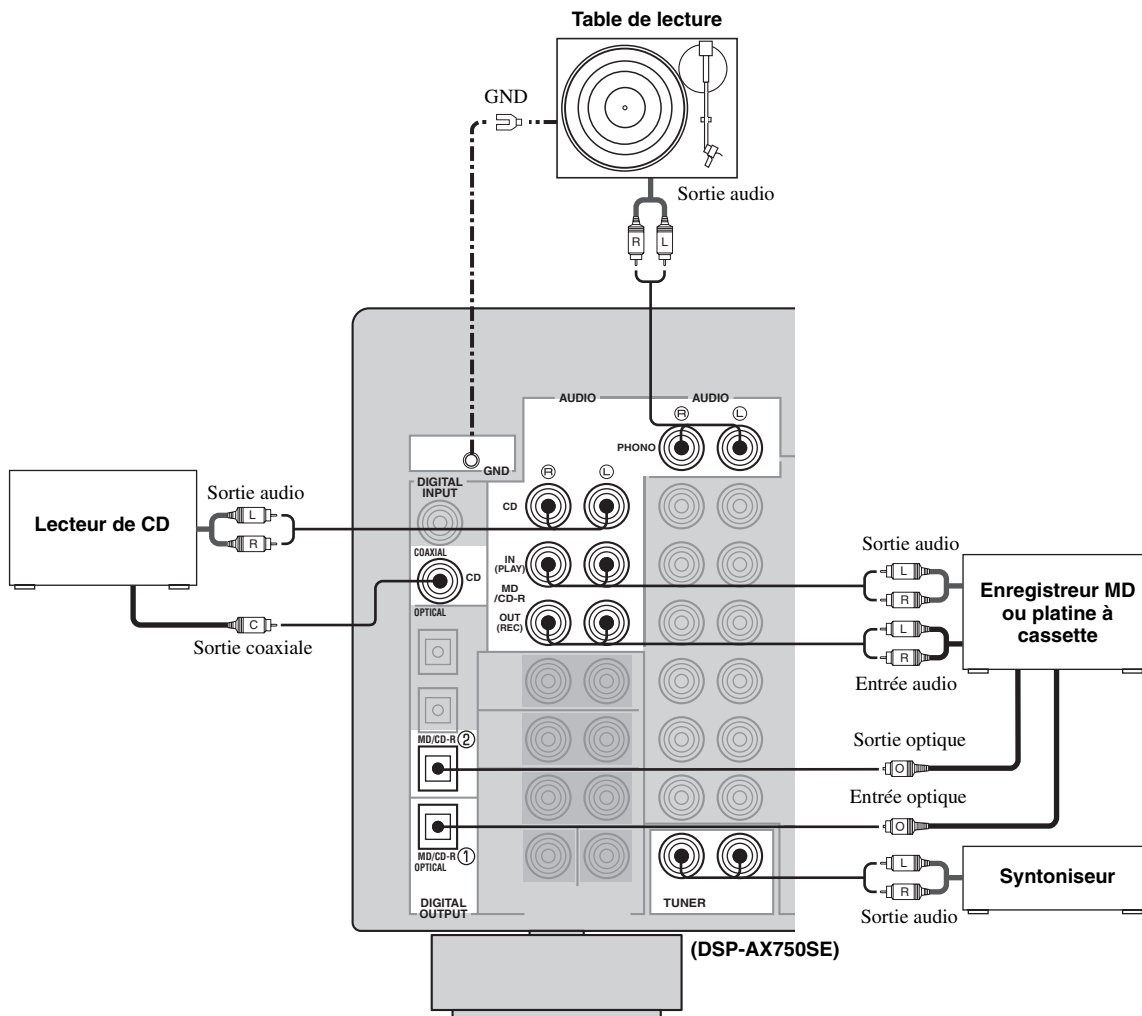 Table de lecture
GND
Sortie audio
R L
AUDIO AUDIO
R L
PHONO
GND
DIGITAL
INPUT
R L
CD
Sortie audio
L
R
Lecteur de CD
COAXIAL
CD
IN
(PLAY)
MD
/CD-R
OUT
(REC)
OPTICAL
C
Sortie coaxiale
Sortie audio
L
R
L
R
Entrée audio
Enregistreur MD
ou platine à
cassette
Sortie optique
MD/CD-R ②
O
Entrée optique
O
MD/CD-R ①
OPTICAL
DIGITAL
OUTPUT
TUNER
L
R
Sortie audio
Syntoniseur
(DSP-AX750SE)